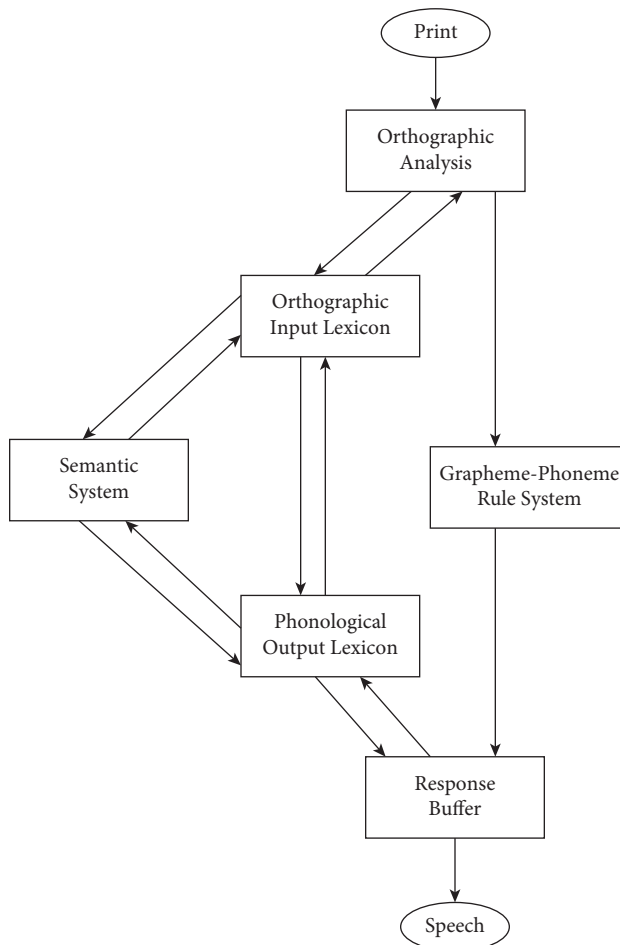 Print
Orthographic
Analysis
Orthographic
Input Lexicon
Semantic
System
Grapheme-Phoneme
Rule System
Phonological
Output Lexicon
Response
Buffer
Speech